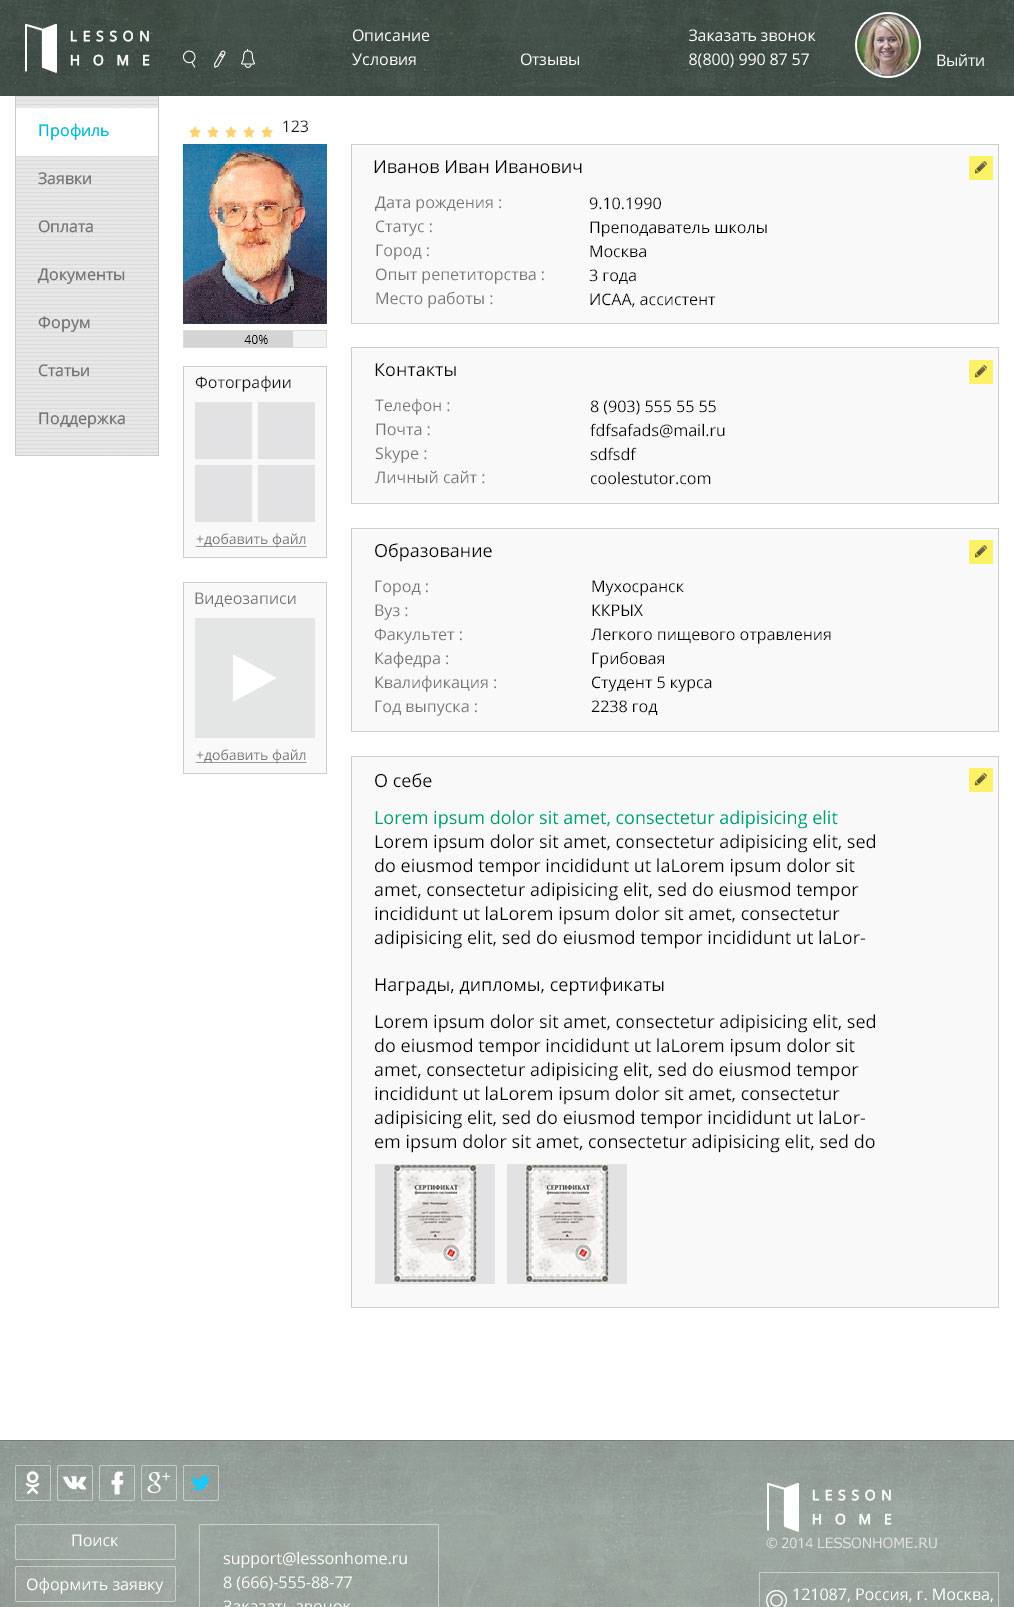 LESSON
HOME
Описание
Условия
Отзывы
Заказать звонок
8(800) 990 87 57
Выйти
Профиль
Заявки
Оплата
Документы
Форум
Статьи
Поддержка
123
40%
Фотографии
+добавить файл
Видеозаписи
+добавить файл
Иванов Иван Иванович
Дата рождения : 9.10.1990
Статус : Преподаватель школы
Город : Москва
Опыт репетиторства : 3 года
Место работы : ИСАА, ассистент
Контакты
Телефон : 8 (903) 555 55 55
Почта : fdfsafads@mail.ru
Skype : sdfsdf
Личный сайт : coolestutor.com
Образование
Город : Мухосранск
Вуз : ККРЫХ
Факультет : Легкого пищевого отравления
Кафедра : Грибовая
Квалификация : Студент 5 курса
Год выпуска : 2238 год
О себе
Lorem ipsum dolor sit amet, consectetur adipisicing elit
Lorem ipsum dolor sit amet, consectetur adipisicing elit, sed
do eiusmod tempor incididunt ut laLorem ipsum dolor sit
amet, consectetur adipisicing elit, sed do eiusmod tempor
incididunt ut laLorem ipsum dolor sit amet, consectetur
adipisicing elit, sed do eiusmod tempor incididunt ut laLor-
Награды, дипломы, сертификаты
Lorem ipsum dolor sit amet, consectetur adipisicing elit, sed
do eiusmod tempor incididunt ut laLorem ipsum dolor sit
amet, consectetur adipisicing elit, sed do eiusmod tempor
incididunt ut laLorem ipsum dolor sit amet, consectetur
adipisicing elit, sed do eiusmod tempor incididunt ut laLor-
em ipsum dolor sit amet, consectetur adipisicing elit, sed do
СЕРТИФИКАТ
СЕРТИФИКАТ
Поиск
Оформить заявку
support@lessonhome.ru
8 (666)-555-88-77
Заказать звонок
LESSON
HOME
© 2014 LESSONHOME.RU
121087, Россия, г. Москва,